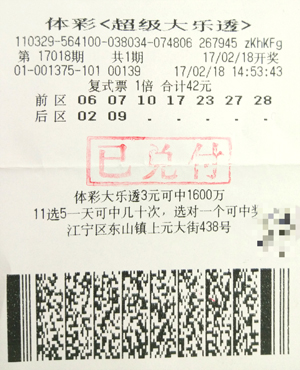 体彩<超级大乐透>
110329-564100-038034-074806 267945 zKhKFg
第 17018期 共1期 17/02/18开奖
01-001375-101 00139 17/02/18 14:53:43
复式票 1倍 合计42元
前区 06 07 10 17 23 27 28
后区 02 09 . . . . .
已兑付
体彩大乐透3元可中1600万
11选5一天可中几十次，选对一个可中奖
江宁区东山镇上元大街438号